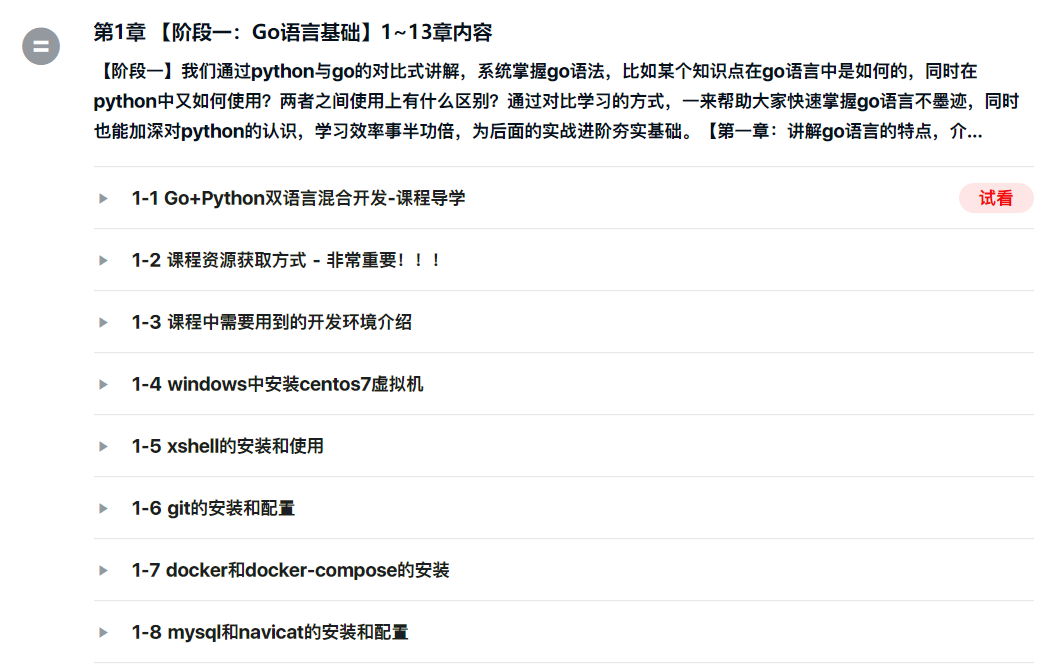 第1章 【阶段一：Go语言基础】1~13章内容
【阶段一】我们通过python与go的对比式讲解，系统掌握go语法，比如某个知识点在go语言中是如何的，同时在
python中又如何使用？两者之间使用上有什么区别？通过对比学习的方式，一来帮助大家快速掌握go语言不墨迹，同时
也能加深对python的认识，学习效率事半功倍，为后面的实战进阶夯实基础。【第一章：讲解go语言的特点，介...
1-1 Go+Python双语言混合开发-课程导学
试看
1-2 课程资源获取方式 - 非常重要！！！
1-3 课程中需要用到的开发环境介绍
1-4 windows中安装centos7虚拟机
1-5 xshell的安装和使用
1-6 git的安装和配置
1-7 docker和docker-compose的安装
1-8 mysql和navicat的安装和配置